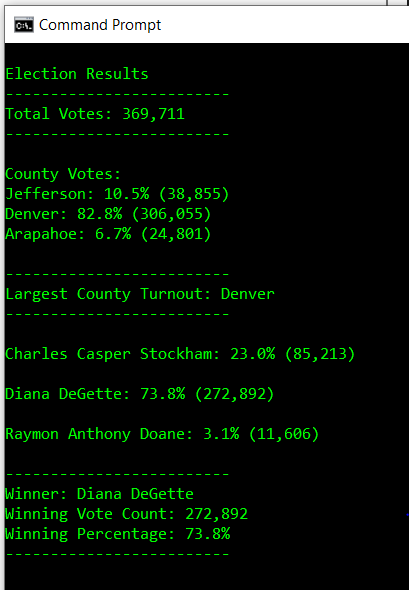 Command Prompt
Election Results
-------------------------
Total Votes: 369,711
-------------------------
County Votes:
Jefferson: 10.5% (38,855)
Denver: 82.8% (306,055)
Arapahoe: 6.7% (24,801)
-------------------------
Largest County Turnout: Denver
-------------------------
Charles Casper Stockham: 23.0% (85,213)
Diana DeGette: 73.8% (272,892)
Raymon Anthony Doane: 3.1% (11,606)
-------------------------
Winner: Diana DeGette
Winning Vote Count: 272,892
Winning Percentage: 73.8%
-------------------------